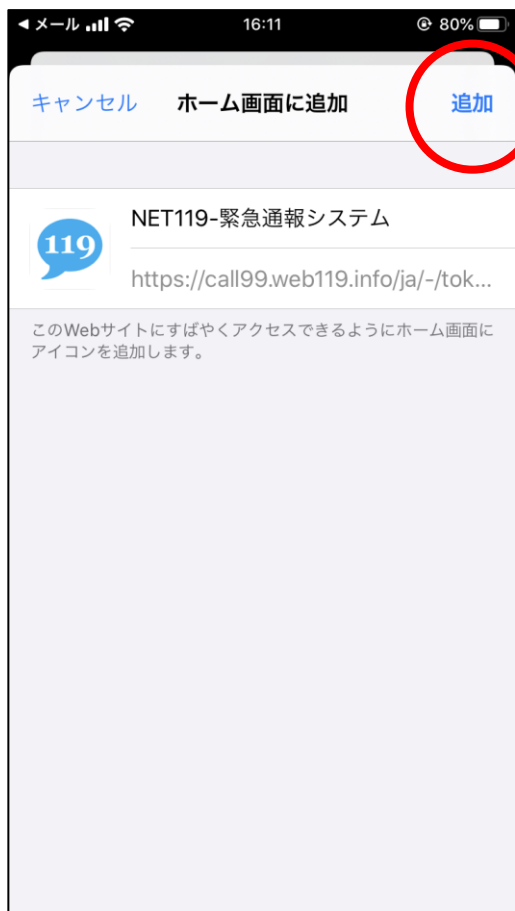 ◀メール 16:11 80%
キャンセル ホーム画面に追加 追加
119
NET119-緊急通報システム
https://call99.web119.info/ja/-/tok...
このWebサイトにすばやくアクセスできるようにホーム画面に
アイコンを追加します。